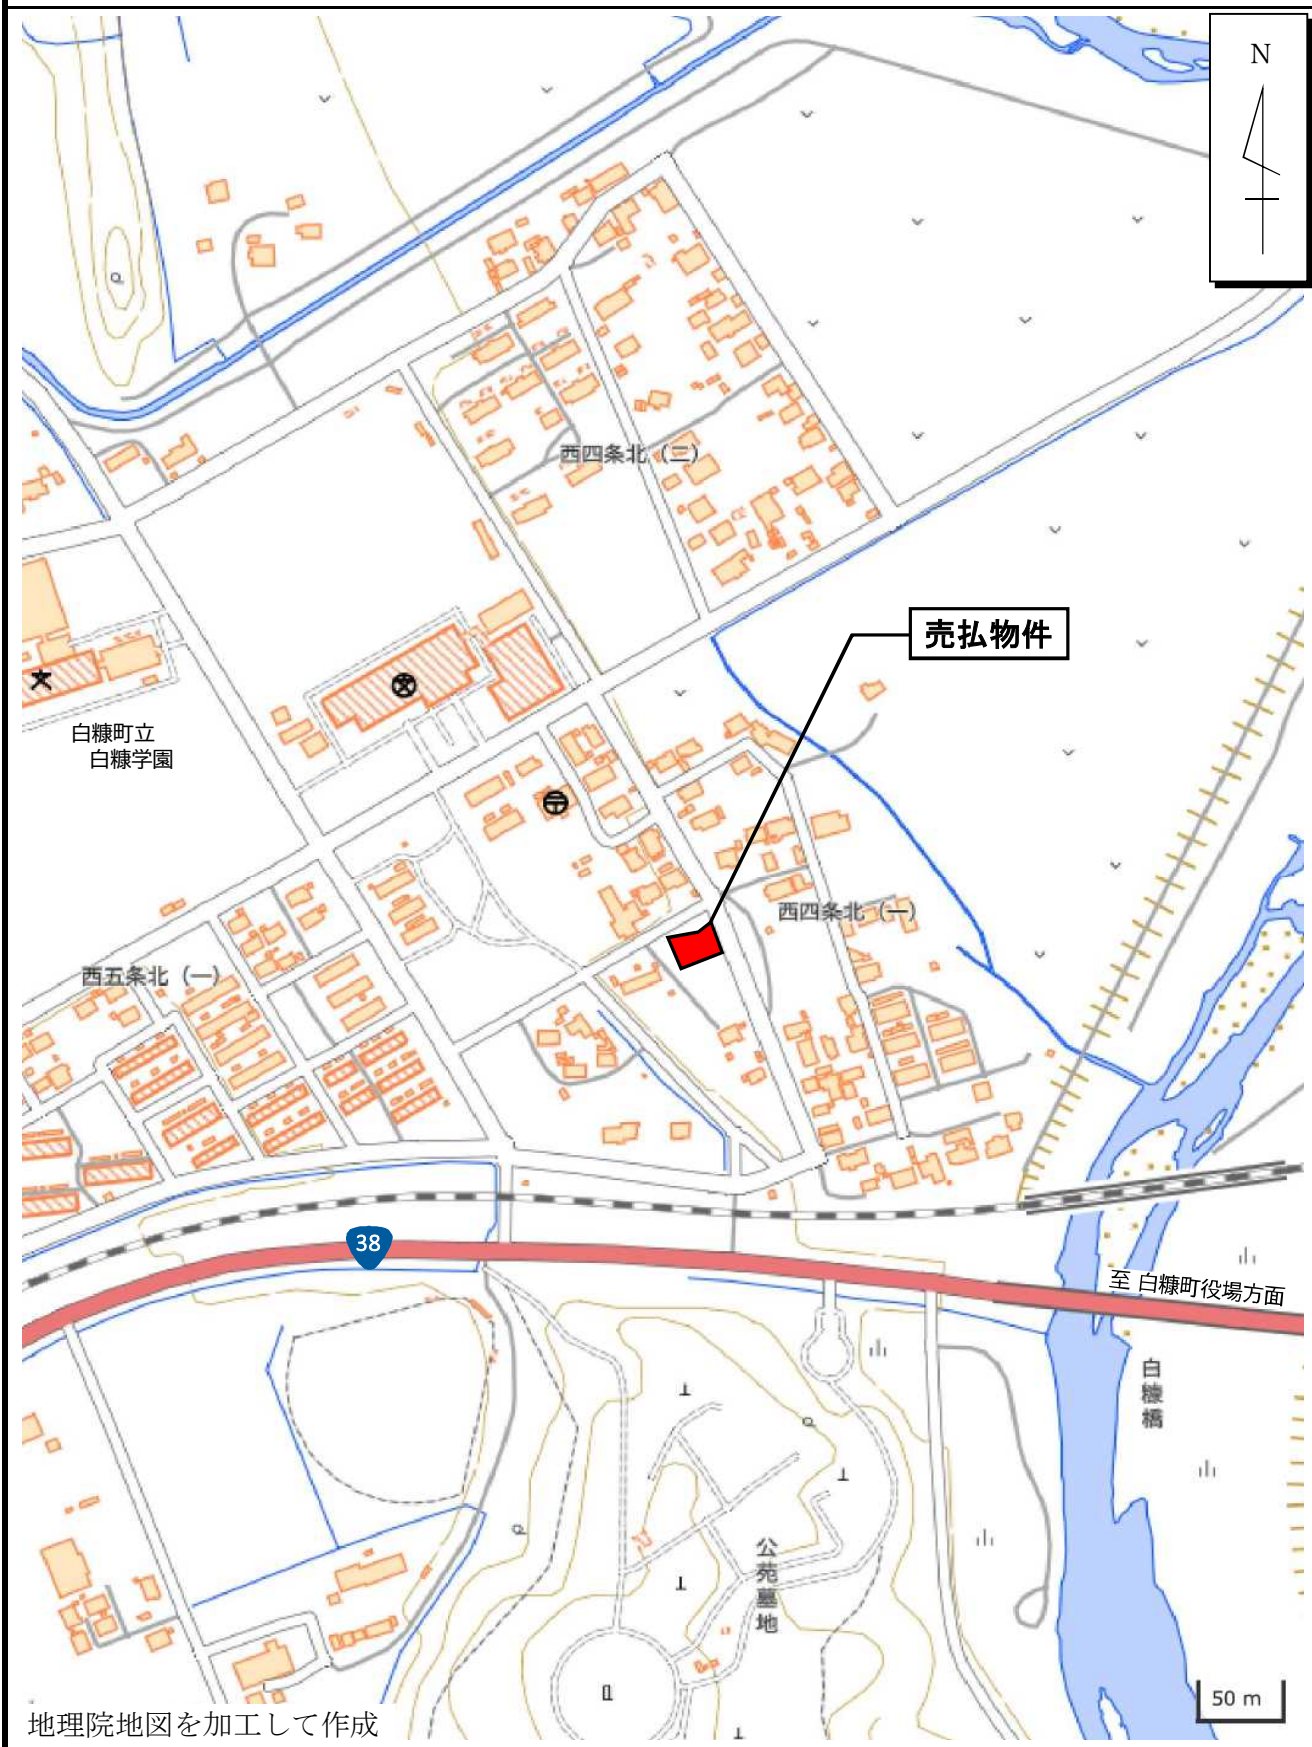 N
西四条北(二)
売払物件
文
白糠町立
白糠学園
西四条北(一)
西五条北(一)
38
至 白糠町役場方面
白糠橋
公苑墓地
50 m
地理院地図を加工して作成